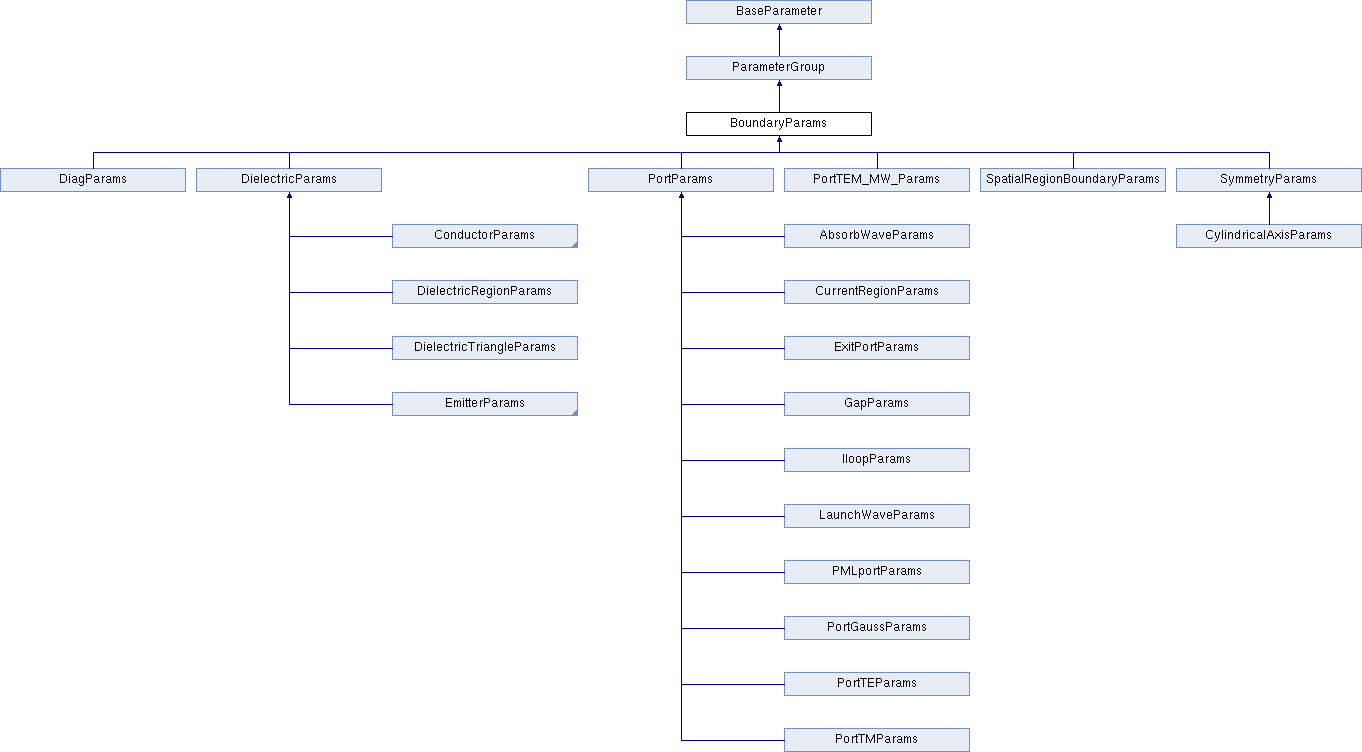 BaseParameter
ParameterGroup
BoundaryParams
DiagParams
DielectricParams
PortParams
PortTEM_MW_Params
SpatialRegionBoundaryParams
SymmetryParams
ConductorParams
AbsorbWaveParams
CylindricalAxisParams
DielectricRegionParams
CurrentRegionParams
DielectricTriangleParams
ExitPortParams
EmitterParams
GapParams
IloopParams
LaunchWaveParams
PMLportParams
PortGaussParams
PortTEParams
PortTMParams